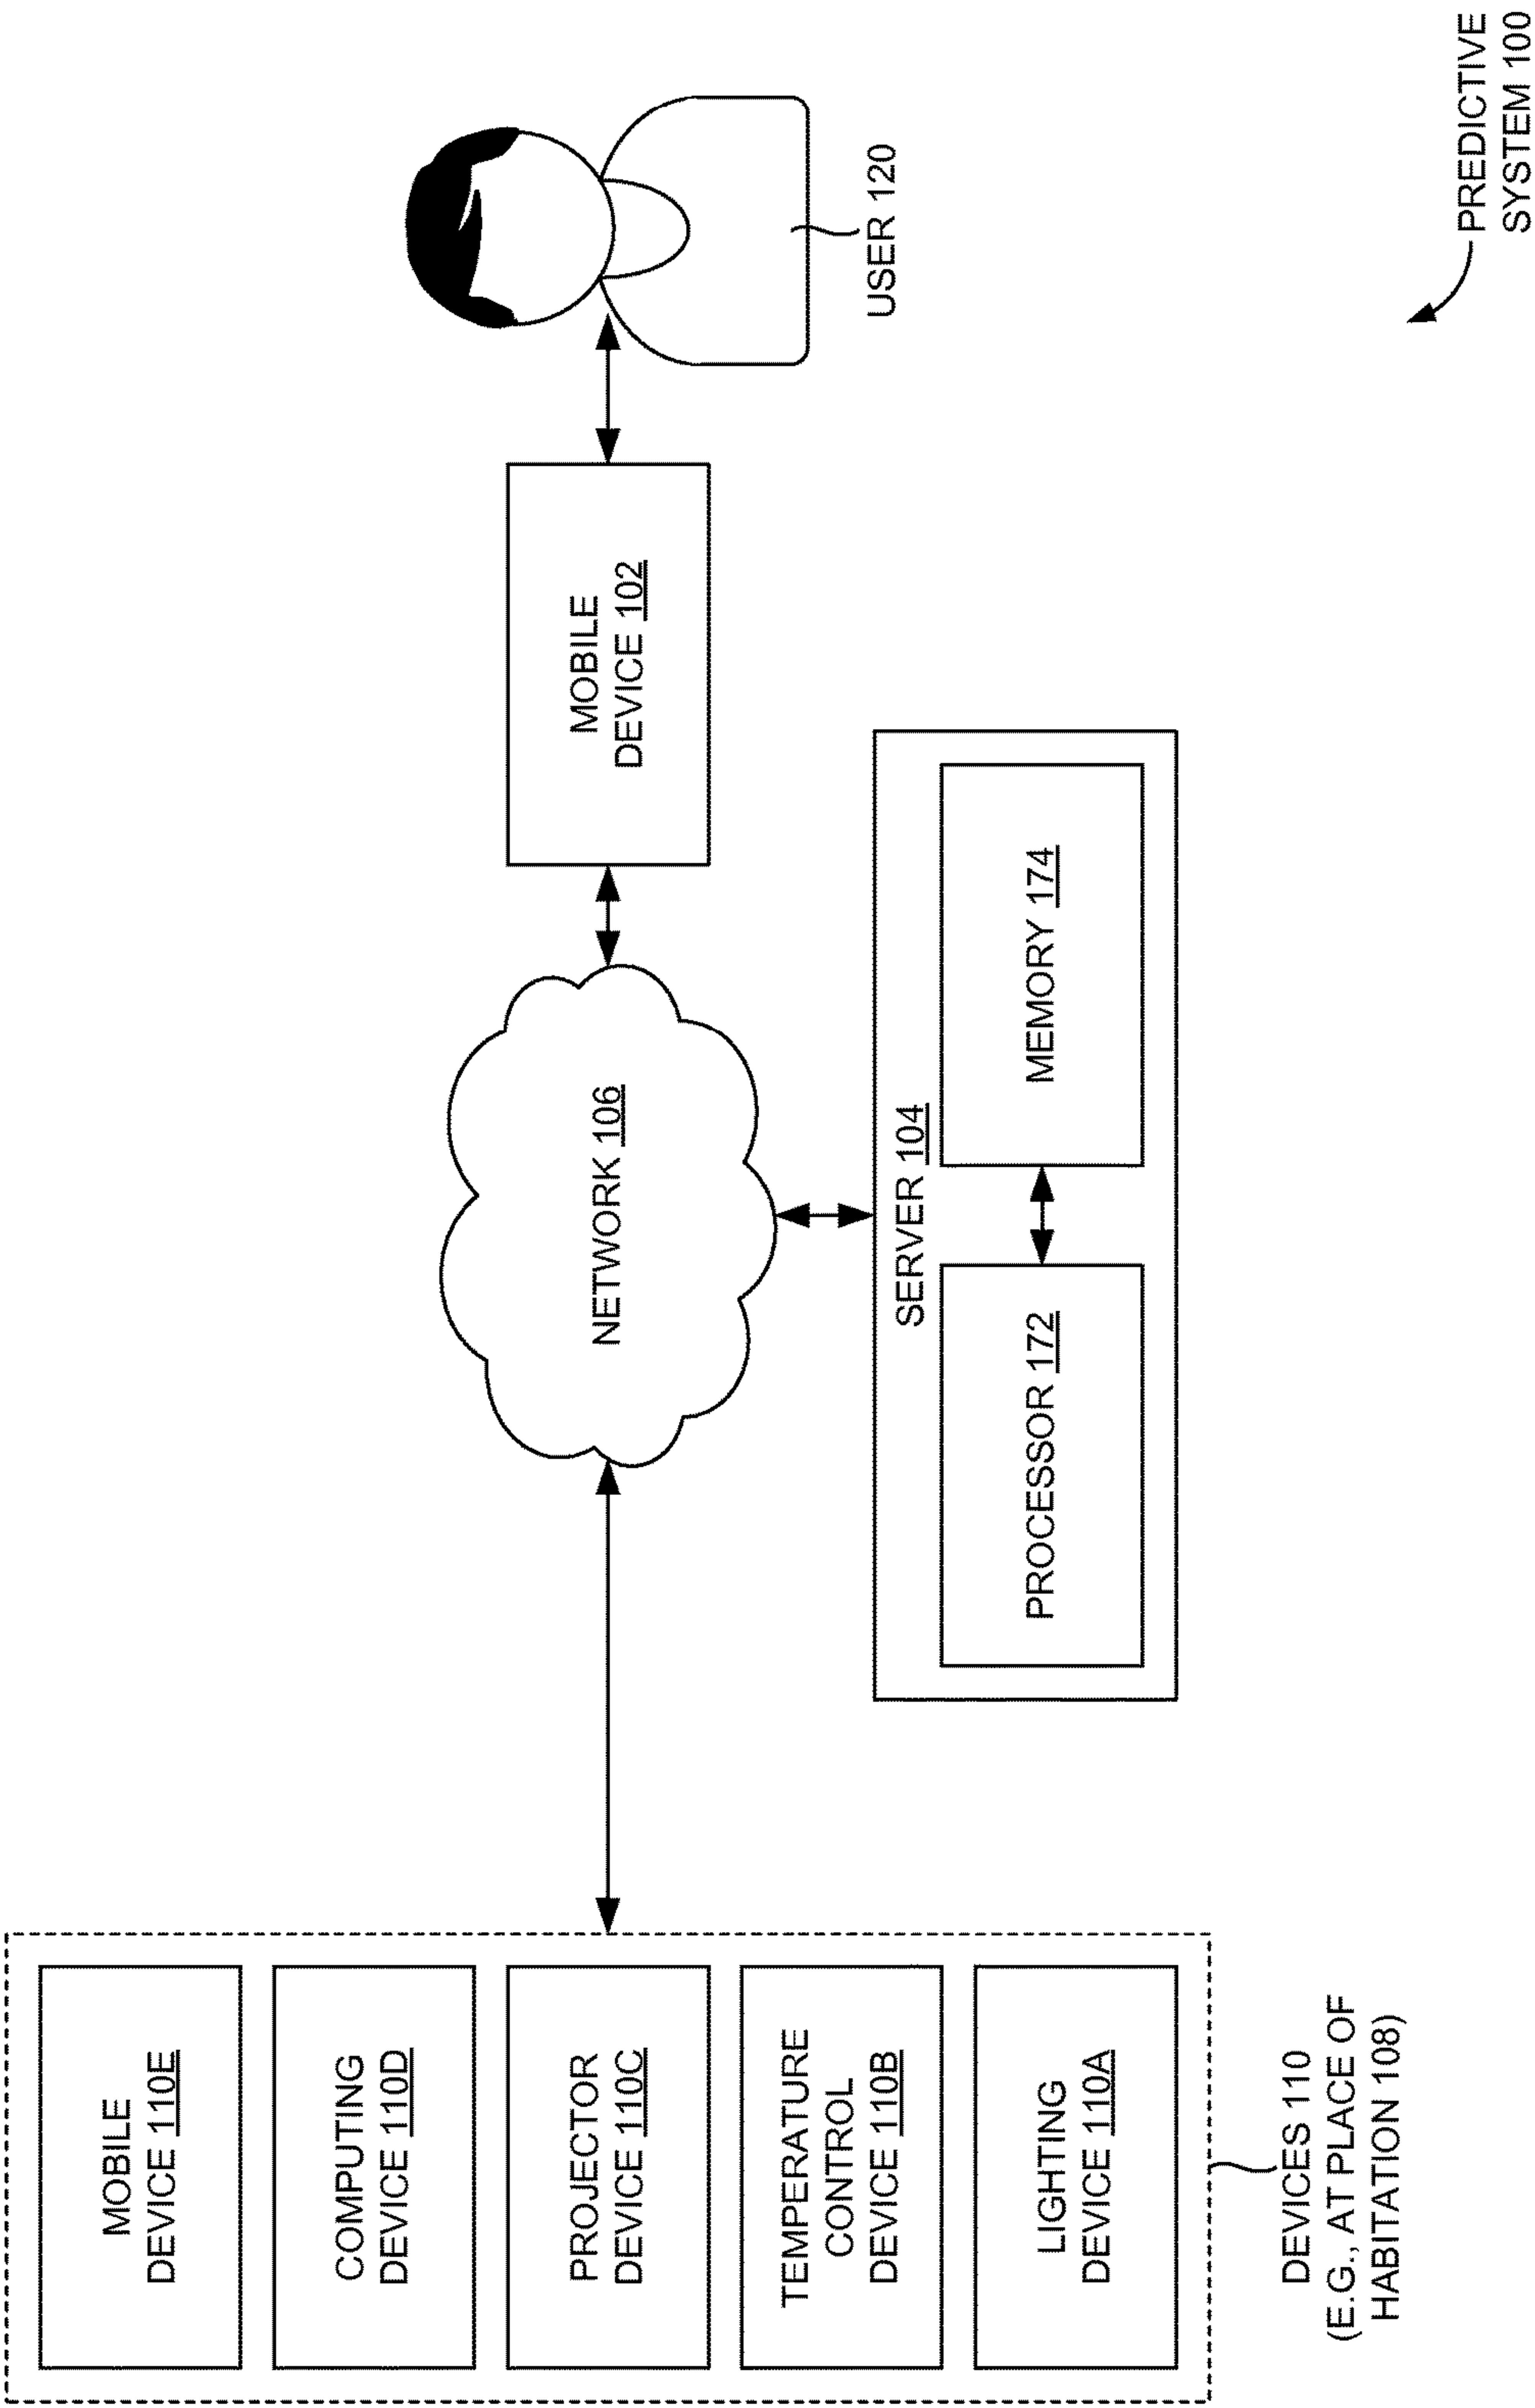 MOBILE
DEVICE 110E
COMPUTING
DEVICE 110D
PROJECTOR
DEVICE 110C
TEMPERATURE
CONTROL
DEVICE 110B
LIGHTING
DEVICE 110A
DEVICES 110
(E.G., AT PLACE OF
HABITATION 108)
NETWORK 106
SERVER 104
PROCESSOR 172
MEMORY 174
MOBILE
DEVICE 102
USER 120
PREDICTIVE
SYSTEM 100